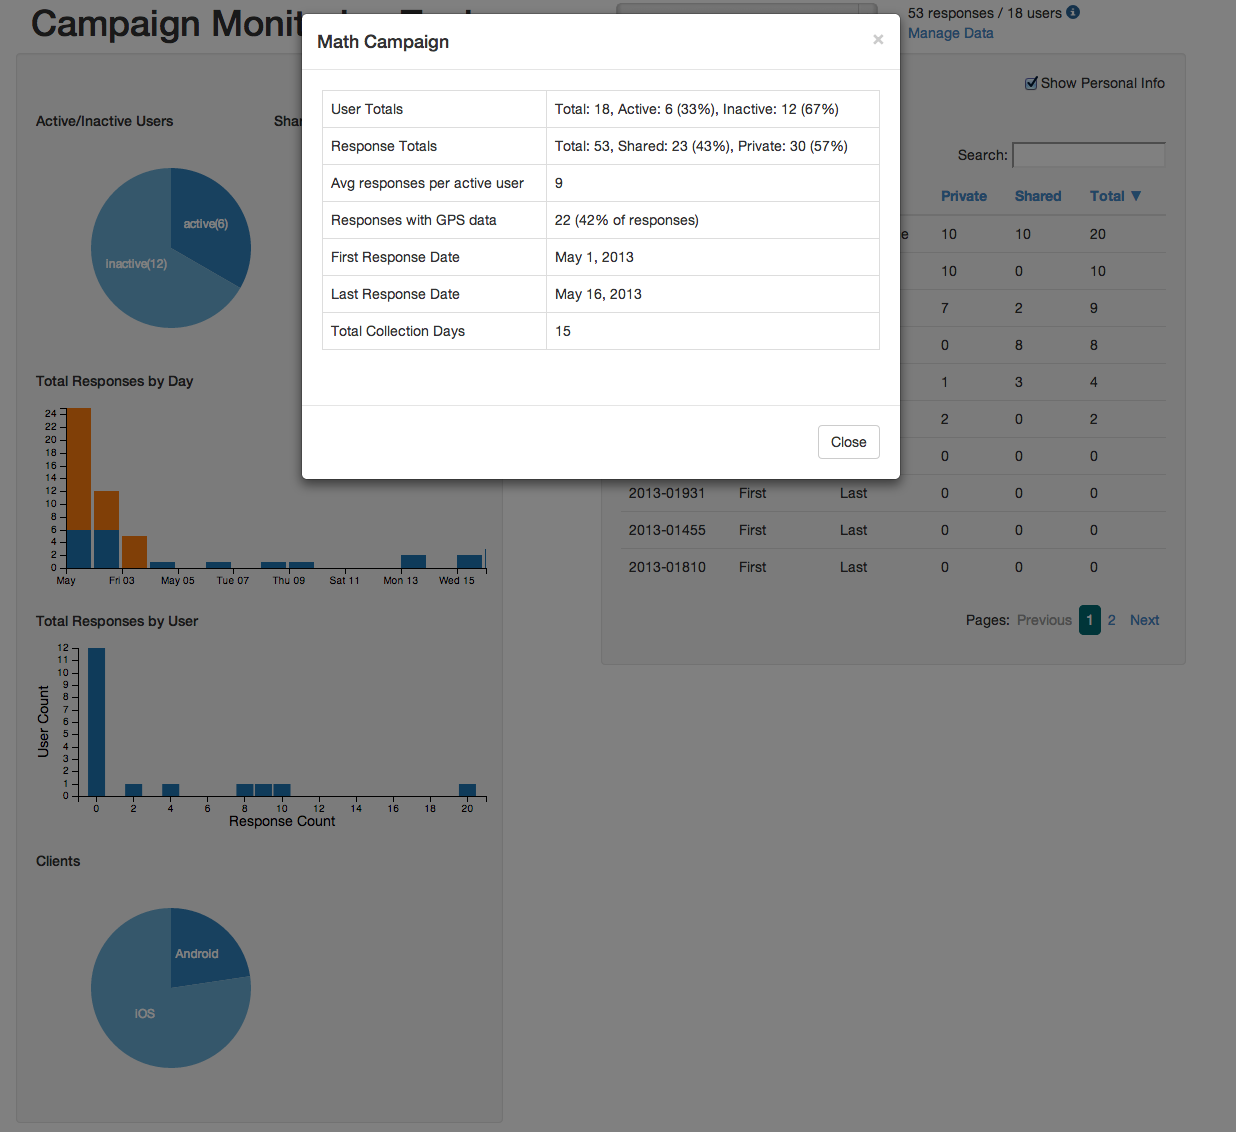 Campaign Monit
53 responses / 18 users
Manage Data
Math Campaign
×
Show Personal Info
User Totals Total: 18, Active: 6 (33%), Inactive: 12 (67%)
Response Totals Total: 53, Shared: 23 (43%), Private: 30 (57%)
Avg responses per active user 9
Responses with GPS data 22 (42% of responses)
First Response Date May 1, 2013
Last Response Date May 16, 2013
Total Collection Days 15
Close
Active/Inactive Users
Shar
active(6)
inactive(12)
Total Responses by Day
24
22
20
18
16
14
12
10
8
6
4
2
0
May Fri 03 May 05 Tue 07 Thu 09 Sat 11 Mon 13 Wed 15
Total Responses by User
User Count
12
11
10
9
8
7
6
5
4
3
2
1
0
0 2 4 6 8 10 12 14 16 18 20
Response Count
Clients
Android
iOS
Search:
Private Shared Total ▼
e 10 10 20
10 0 10
7 2 9
0 8 8
1 3 4
2 0 2
0 0 0
2013-01931 First Last 0 0 0
2013-01455 First Last 0 0 0
2013-01810 First Last 0 0 0
Pages: Previous 1 2 Next